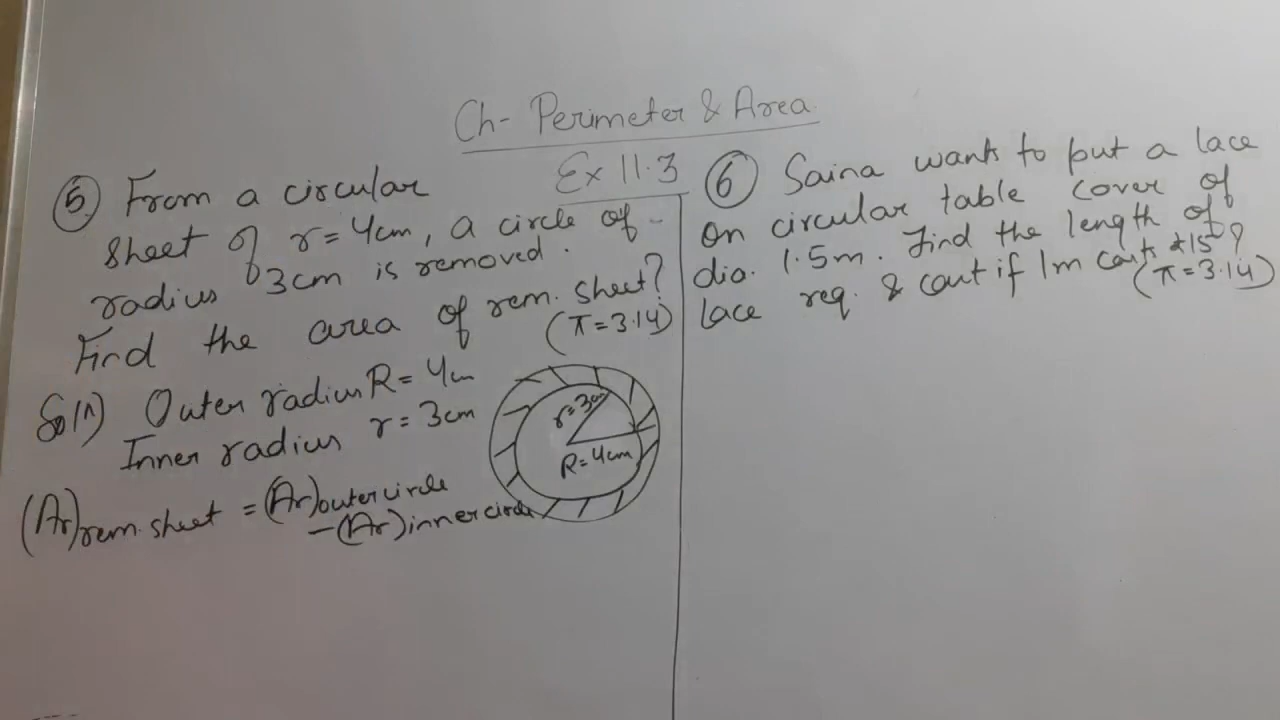 Ch- Perimeter & Area
Ex 11.3
⑤ From a circular
sheet of r = 4cm, a circle of
radius 3cm is removed.
Find the area of rem. sheet?
(π = 3.14)
Soln) Outer radius R = 4cm
Inner radius r = 3cm
(Ar)rem. sheet = (Ar)outer circle
- (Ar)inner circle
r = 3cm
R = 4cm
⑥ Saina wants to put a lace
on circular table cover of
dia. 1.5m. Find the length of
lace req. & cost if 1m costs ₹15?
(π = 3.14)